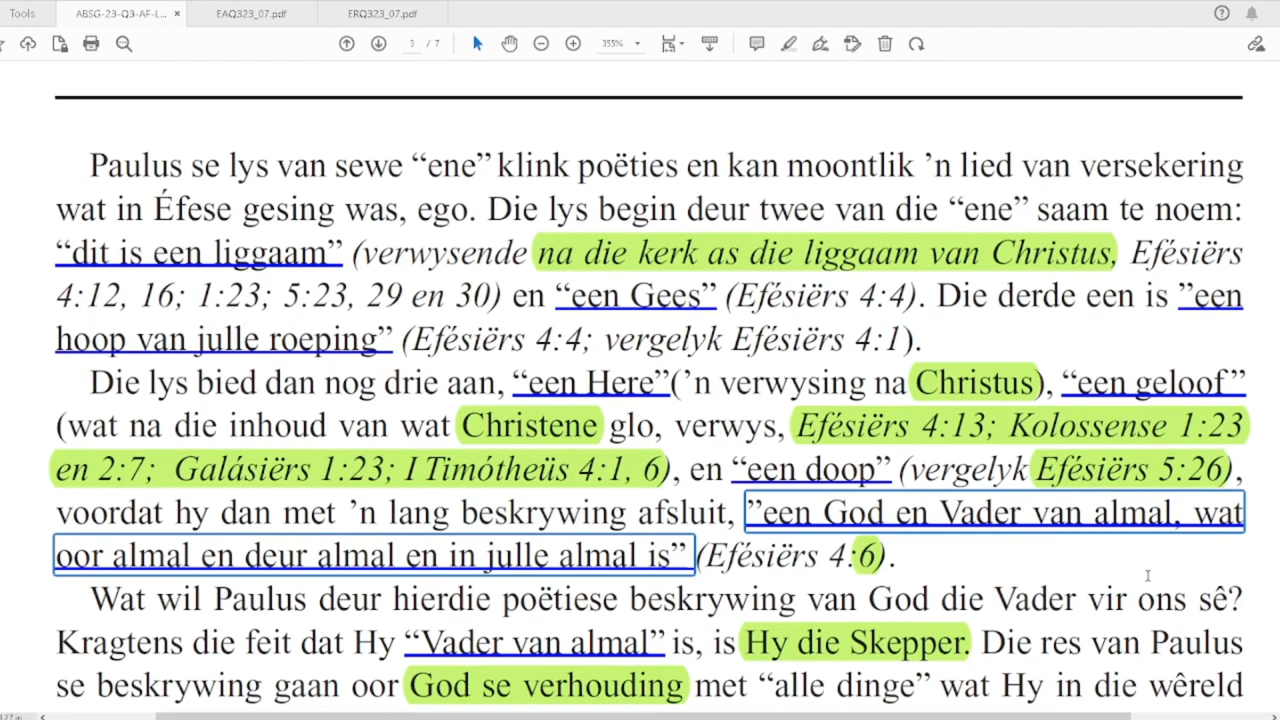 Tools
ABSG-23-Q3-AF-L...
EAQ323_07.pdf
ERQ323_07.pdf
3 / 7
355%
Paulus se lys van sewe “ene” klink poëties en kan moontlik ’n lied van versekering
wat in Éfese gesing was, ego. Die lys begin deur twee van die “ene” saam te noem:
“dit is een liggaam” (verwysende na die kerk as die liggaam van Christus, Efésiërs
4:12, 16; 1:23; 5:23, 29 en 30) en “een Gees” (Efésiërs 4:4). Die derde een is ”een
hoop van julle roeping” (Efésiërs 4:4; vergelyk Efésiërs 4:1).
Die lys bied dan nog drie aan, “een Here”(’n verwysing na Christus), “een geloof”
(wat na die inhoud van wat Christene glo, verwys, Efésiërs 4:13; Kolossense 1:23
en 2:7; Galásiërs 1:23; I Timótheüs 4:1, 6), en “een doop” (vergelyk Efésiërs 5:26),
voordat hy dan met ’n lang beskrywing afsluit, ”een God en Vader van almal, wat
oor almal en deur almal en in julle almal is” (Efésiërs 4:6).
Wat wil Paulus deur hierdie poëtiese beskrywing van God die Vader vir ons sê?
Kragtens die feit dat Hy “Vader van almal” is, is Hy die Skepper. Die res van Paulus
se beskrywing gaan oor God se verhouding met “alle dinge” wat Hy in die wêreld